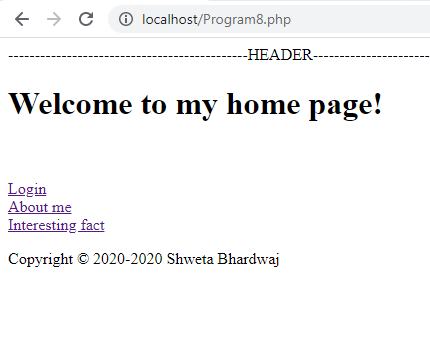 localhost/Program8.php
---------------------------------------------HEADER----------------------
Welcome to my home page!
Login
About me
Interesting fact
Copyright © 2020-2020 Shweta Bhardwaj